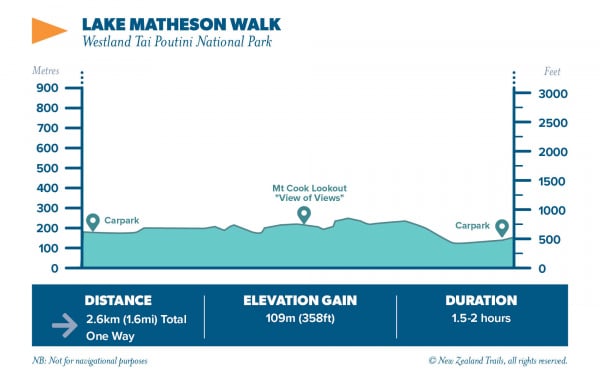 LAKE MATHESON WALK
Westland Tai Poutini National Park
Metres
Feet
900
800
700
600
500
400
300
200
100
0
3000
2500
2000
1500
1000
500
0
Carpark
Mt Cook Lookout
"View of Views"
Carpark
DISTANCE
2.6km (1.6mi) Total
One Way
ELEVATION GAIN
109m (358ft)
DURATION
1.5-2 hours
NB: Not for navigational purposes
© New Zealand Trails, all rights reserved.